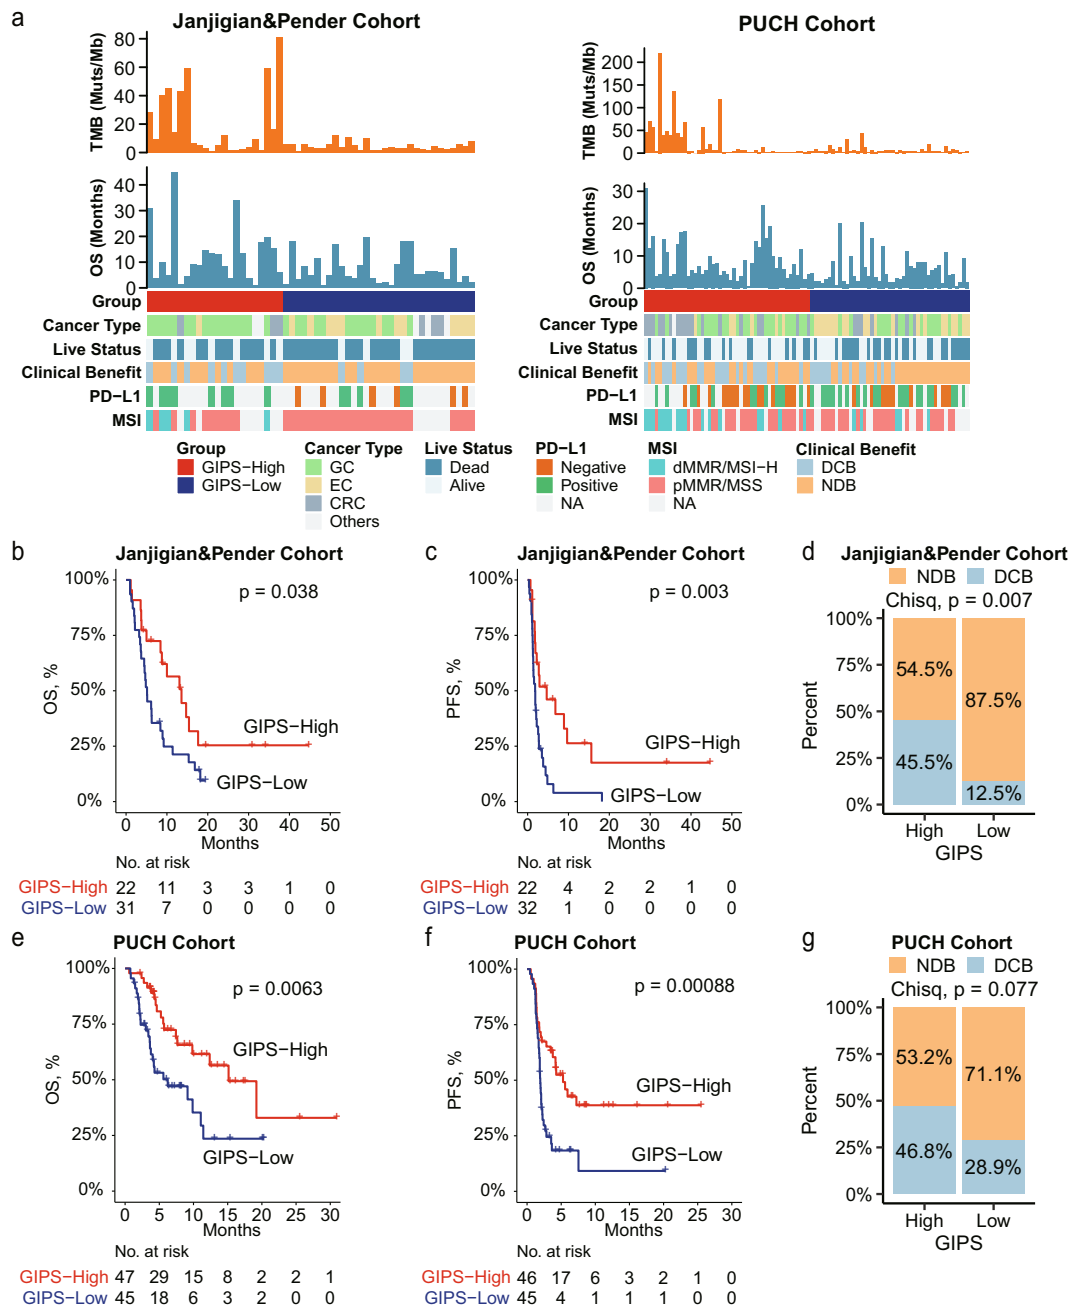 a
Janjigian&Pender Cohort
PUCH Cohort
TMB (Muts/Mb)
80
60
40
20
0
TMB (Muts/Mb)
200
150
100
50
0
OS (Months)
40
30
20
10
0
OS (Months)
30
20
10
0
Group
Cancer Type
Live Status
Clinical Benefit
PD−L1
MSI
Group
Cancer Type
Live Status
Clinical Benefit
PD−L1
MSI
Group
GIPS−High
GIPS−Low
Cancer Type
GC
EC
CRC
Others
Live Status
Dead
Alive
PD−L1
Negative
Positive
NA
MSI
dMMR/MSI−H
pMMR/MSS
NA
Clinical Benefit
DCB
NDB
b
Janjigian&Pender Cohort
p = 0.038
OS, %
100%
75%
50%
25%
0%
GIPS−High
GIPS−Low
0 10 20 30 40 50
Months
No. at risk
GIPS−High 22 11 3 3 1 0
GIPS−Low 31 7 0 0 0 0
c
Janjigian&Pender Cohort
p = 0.003
PFS, %
100%
75%
50%
25%
0%
GIPS−High
GIPS−Low
0 10 20 30 40 50
Months
No. at risk
GIPS−High 22 4 2 2 1 0
GIPS−Low 32 1 0 0 0 0
d
Janjigian&Pender Cohort
NDB DCB
Chisq, p = 0.007
Percent
100%
75%
50%
25%
0%
54.5%
87.5%
45.5%
12.5%
High Low
GIPS
e
PUCH Cohort
p = 0.0063
OS, %
100%
75%
50%
25%
0%
GIPS−High
GIPS−Low
0 5 10 15 20 25 30
Months
No. at risk
GIPS−High 47 29 15 8 2 2 1
GIPS−Low 45 18 6 3 2 0 0
f
PUCH Cohort
p = 0.00088
PFS, %
100%
75%
50%
25%
0%
GIPS−High
GIPS−Low
0 5 10 15 20 25 30
Months
No. at risk
GIPS−High 46 17 6 3 2 1 0
GIPS−Low 45 4 1 1 1 0 0
g
PUCH Cohort
NDB DCB
Chisq, p = 0.077
Percent
100%
75%
50%
25%
0%
53.2%
71.1%
46.8%
28.9%
High Low
GIPS